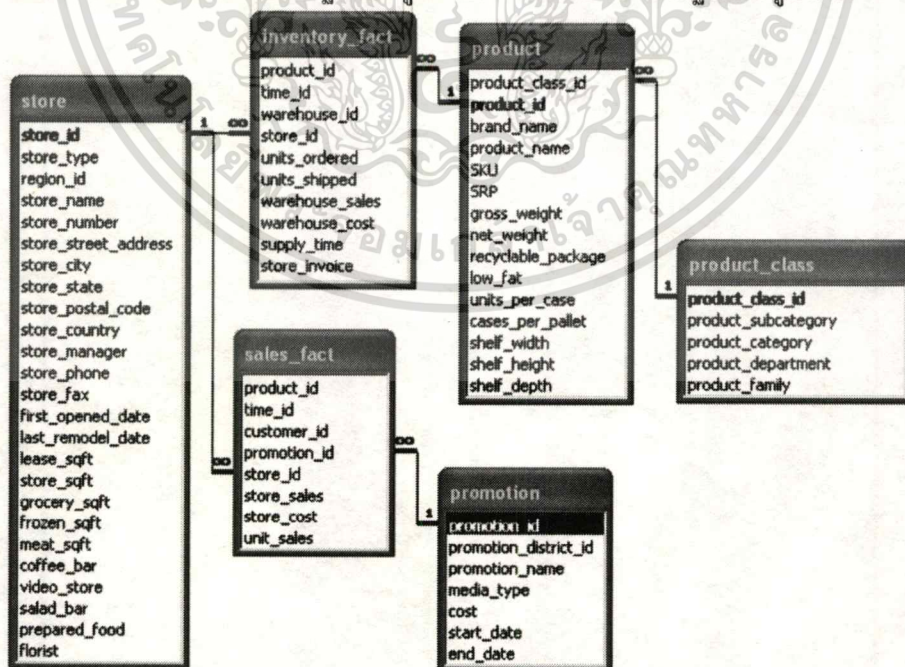 store
store_id
store_type
region_id
store_name
store_number
store_street_address
store_city
store_state
store_postal_code
store_country
store_manager
store_phone
store_fax
first_opened_date
last_remodel_date
lease_sqft
store_sqft
grocery_sqft
frozen_sqft
meat_sqft
coffee_bar
video_store
salad_bar
prepared_food
florist
1
∞
∞
inventory_fact
product_id
time_id
warehouse_id
store_id
units_ordered
units_shipped
warehouse_sales
warehouse_cost
supply_time
store_invoice
∞
1
sales_fact
product_id
time_id
customer_id
promotion_id
store_id
store_sales
store_cost
unit_sales
∞
1
product
product_class_id
product_id
brand_name
product_name
SKU
SRP
gross_weight
net_weight
recyclable_package
low_fat
units_per_case
cases_per_pallet
shelf_width
shelf_height
shelf_depth
∞
1
promotion
promotion_id
promotion_district_id
promotion_name
media_type
cost
start_date
end_date
product_class
product_class_id
product_subcategory
product_category
product_department
product_family